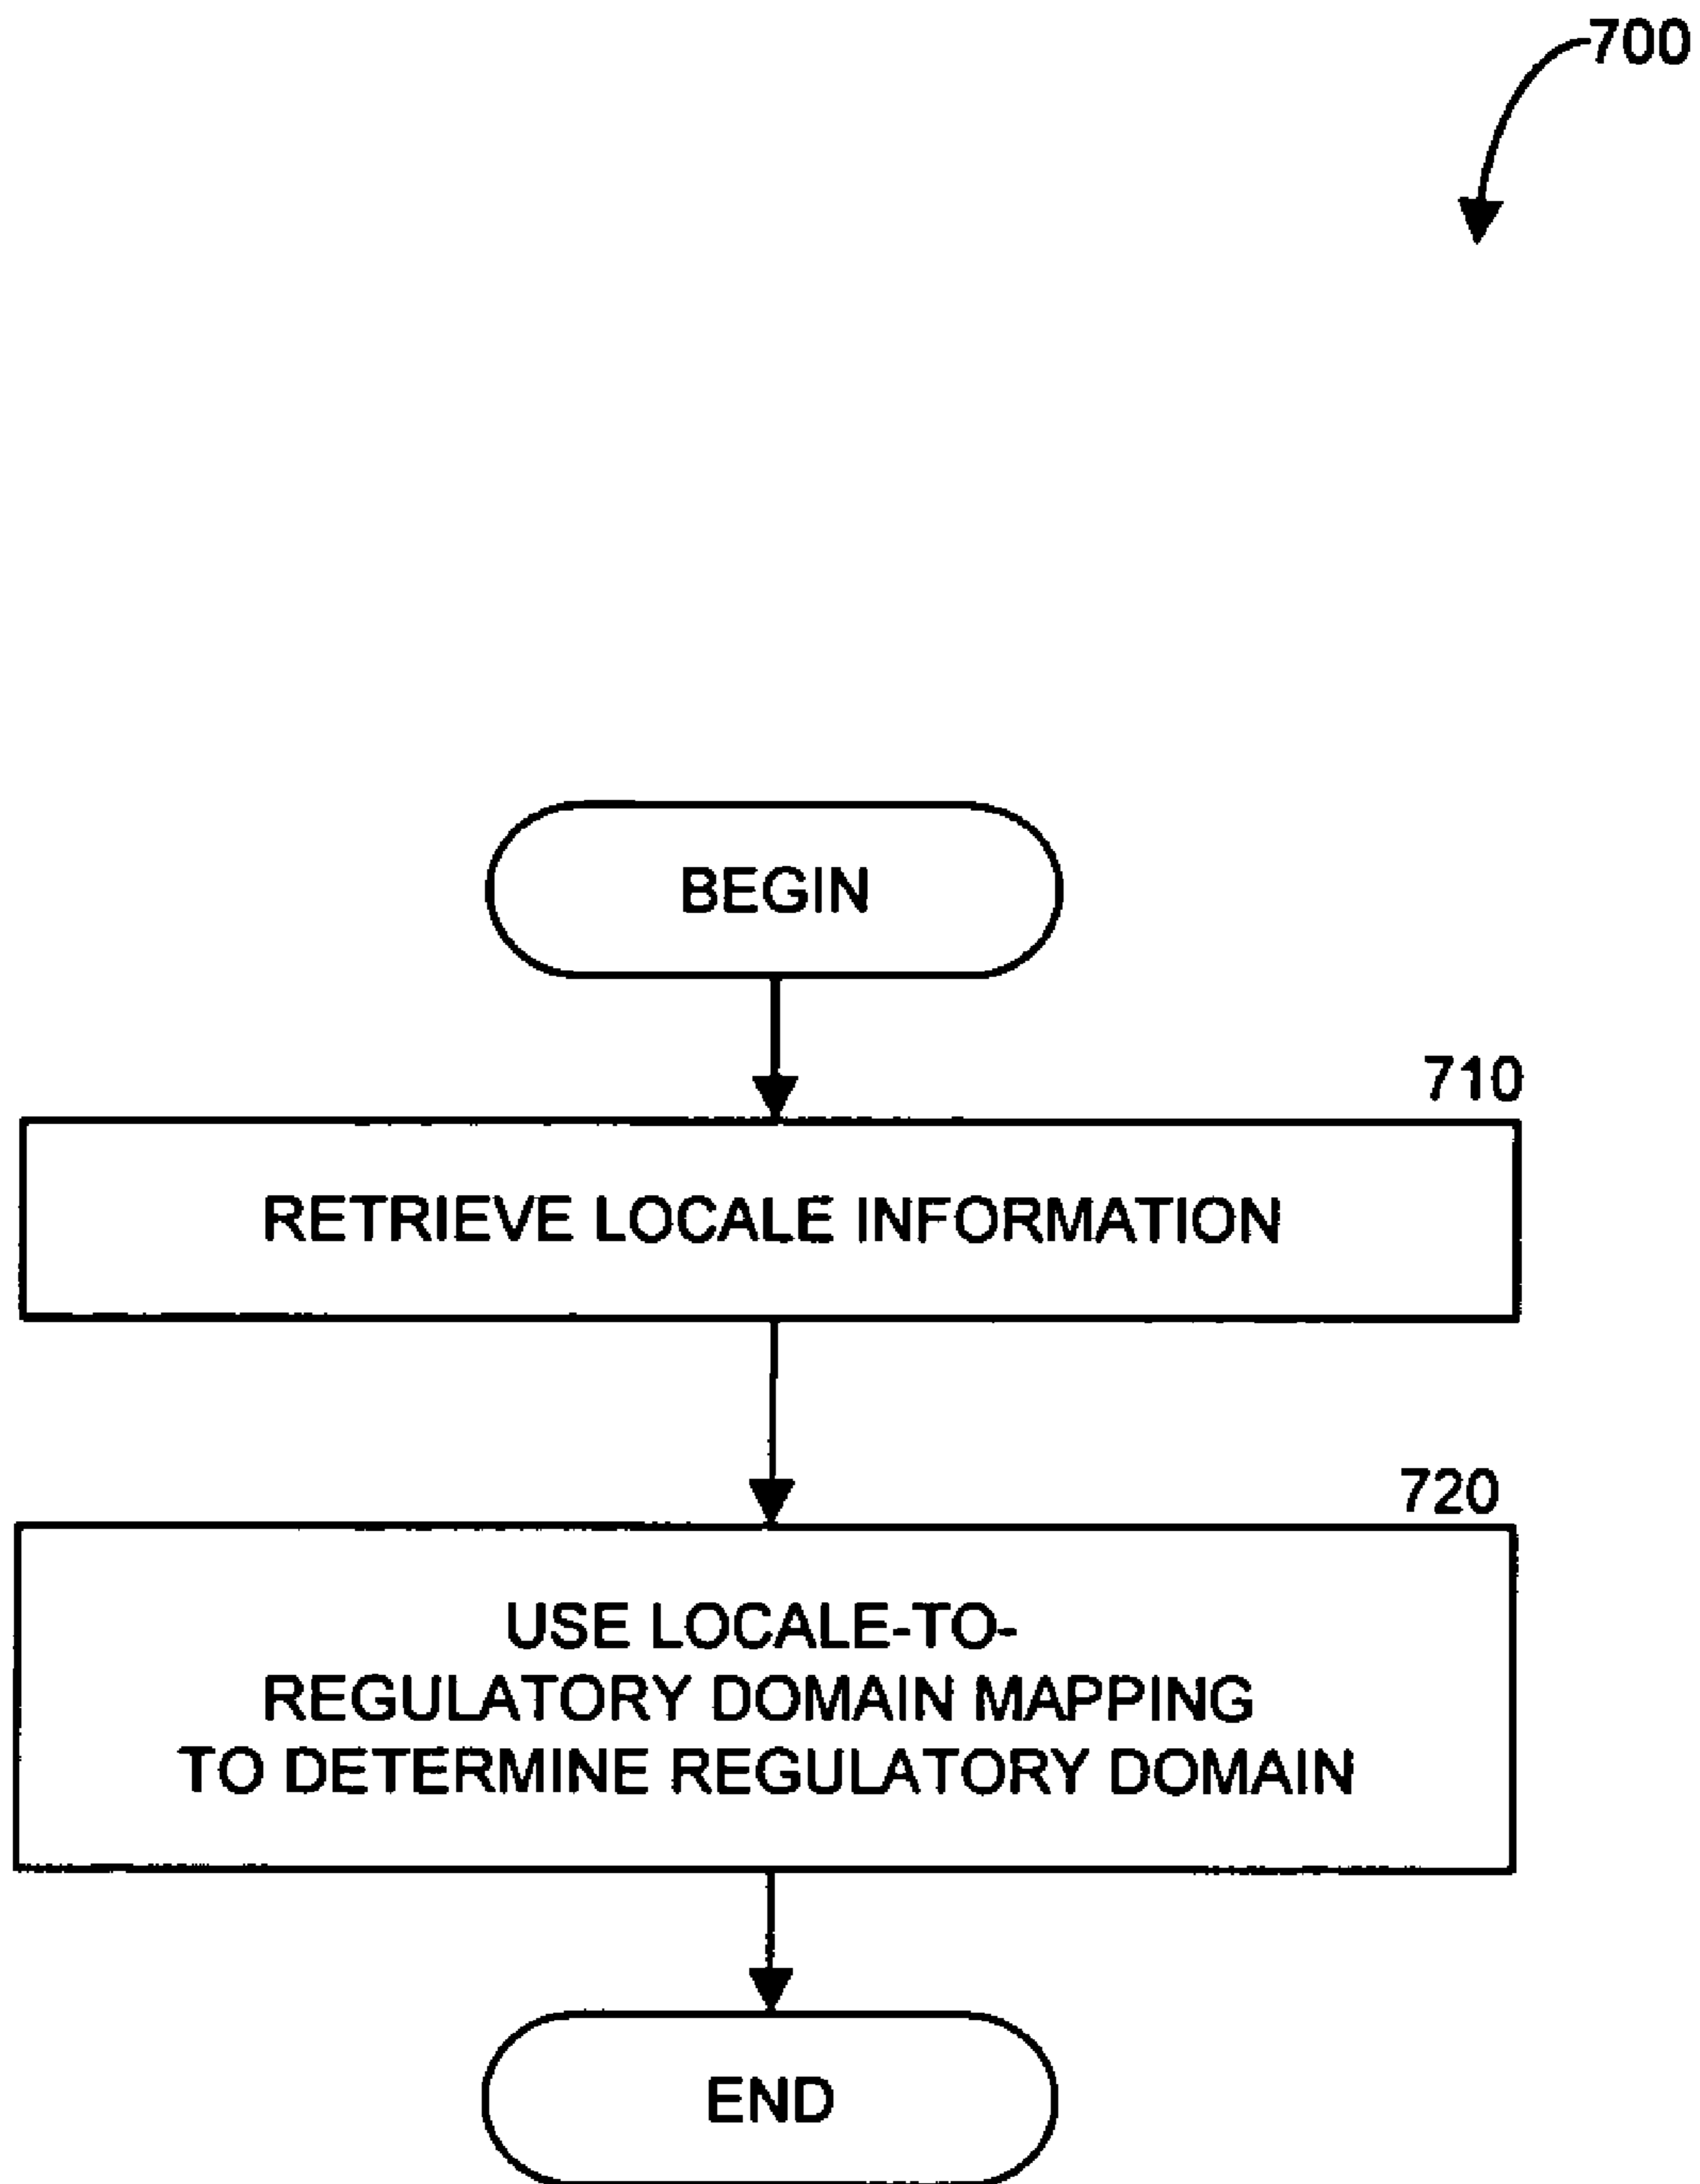 700
BEGIN
710
RETRIEVE LOCALE INFORMATION
720
USE LOCALE-TO-
REGULATORY DOMAIN MAPPING
TO DETERMINE REGULATORY DOMAIN
END